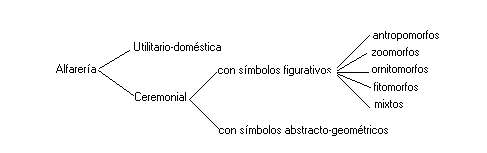 Alfarería
Utilitario-doméstica
Ceremonial
con símbolos figurativos
antropomorfos
zoomorfos
ornitomorfos
fitomorfos
mixtos
con símbolos abstracto-geométricos